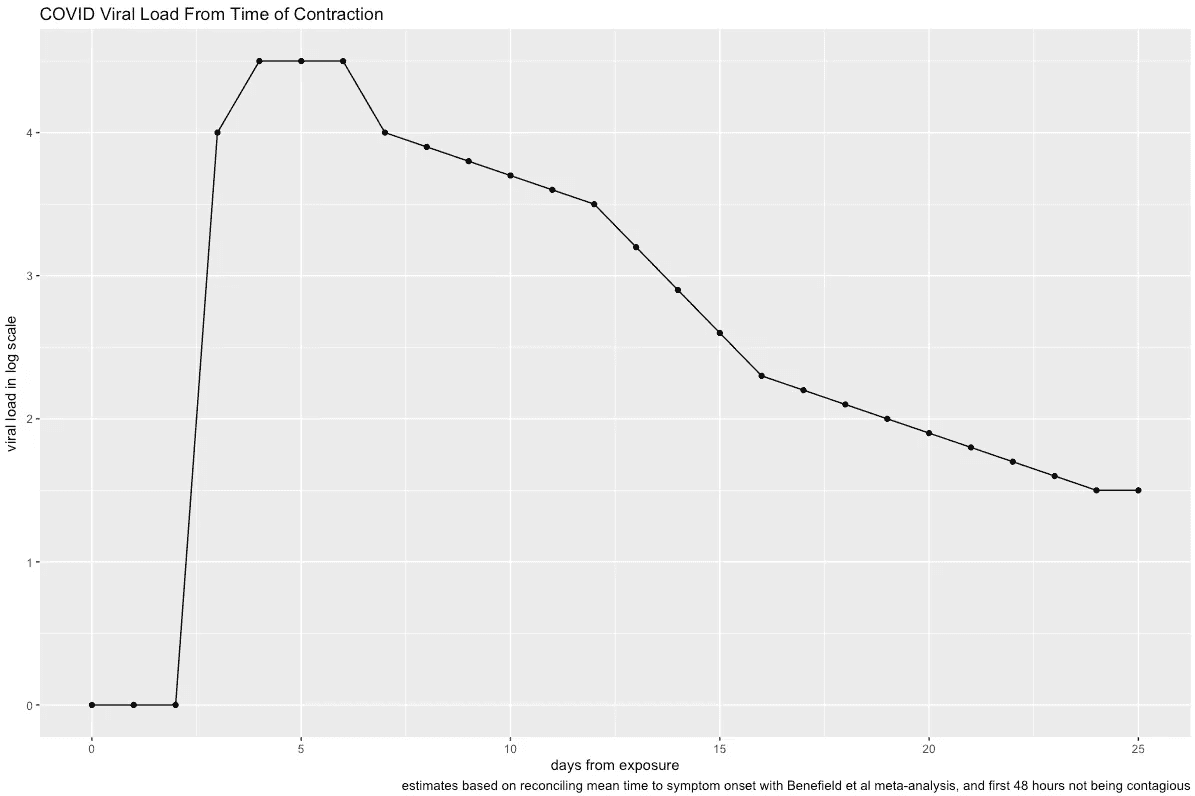 COVID Viral Load From Time of Contraction
4
3
2
1
0
viral load in log scale
0 5 10 15 20 25
days from exposure
estimates based on reconciling mean time to symptom onset with Benefield et al meta-analysis, and first 48 hours not being contagious